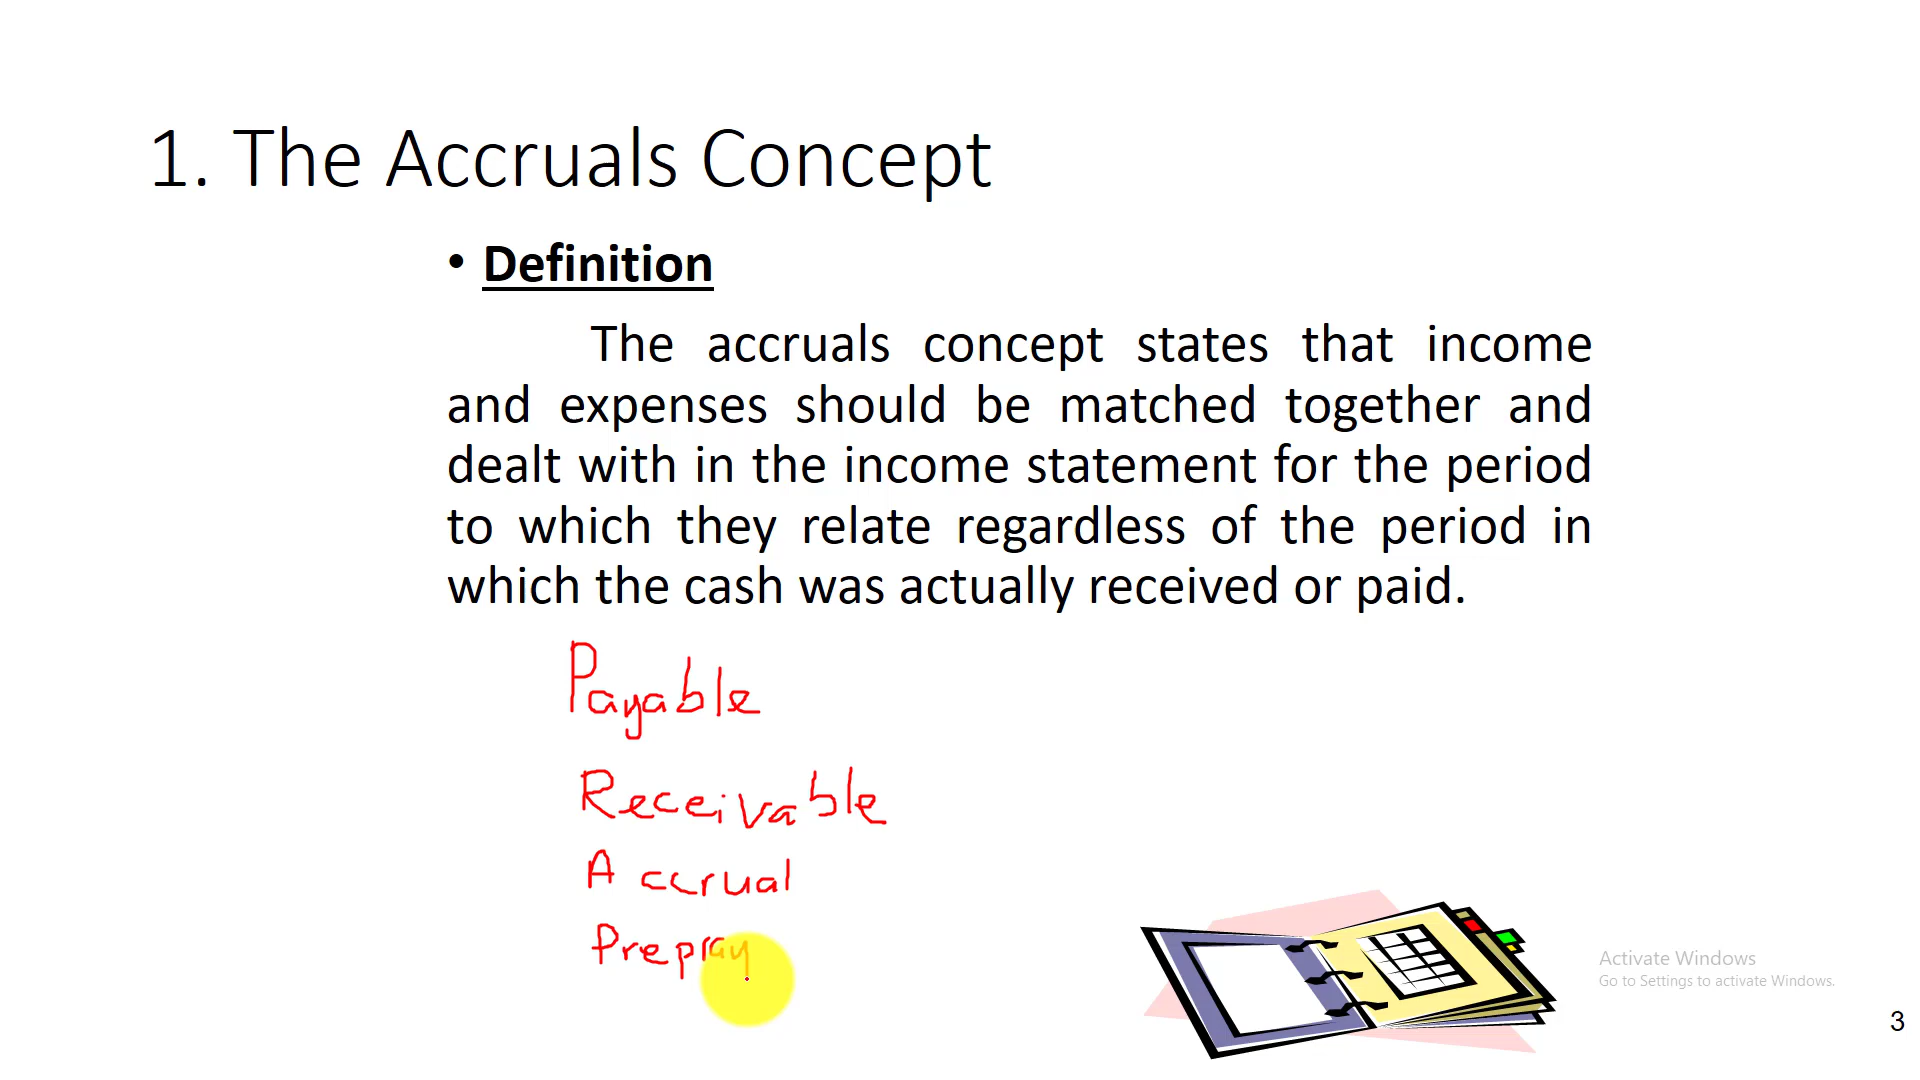 1. The Accruals Concept
• Definition
The accruals concept states that income
and expenses should be matched together and
dealt with in the income statement for the period
to which they relate regardless of the period in
which the cash was actually received or paid.
Payable
Receivable
Accrual
Prepay
Activate Windows
Go to Settings to activate Windows.
3